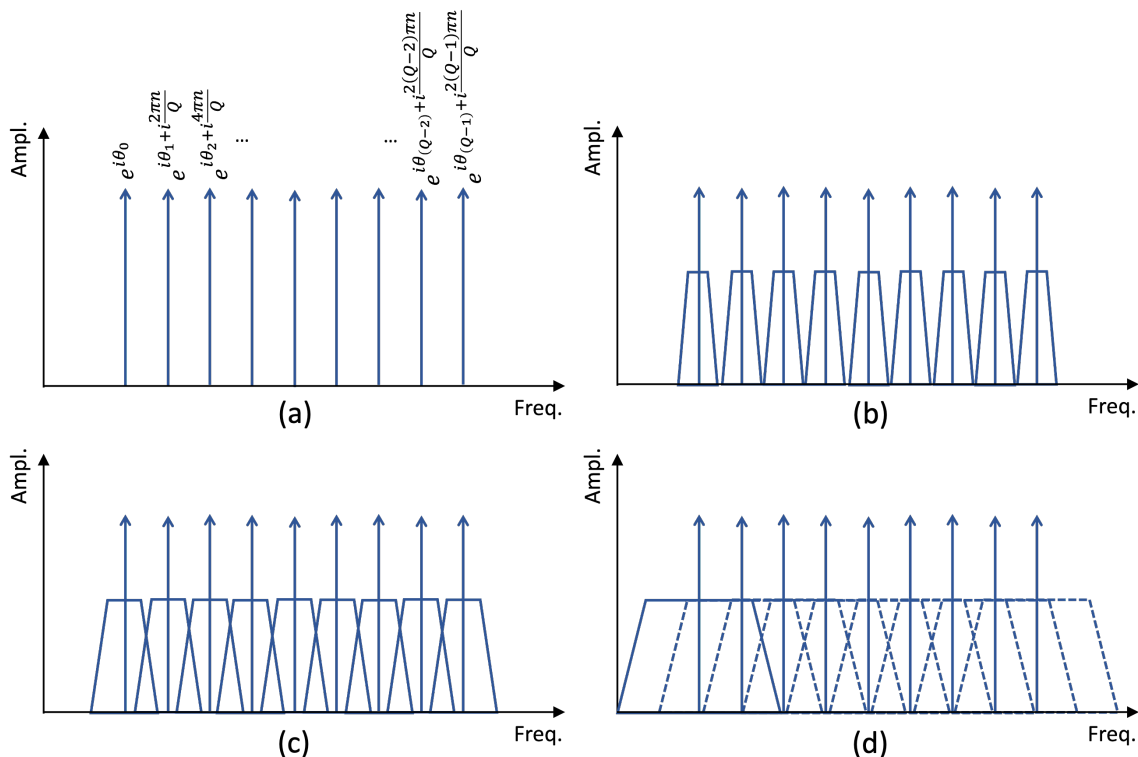 Ampl.
e^{iθ_0}
e^{iθ_1+i\frac{2πn}{Q}}
e^{iθ_2+i\frac{4πn}{Q}}
...
...
e^{iθ_{(Q−2)}+i\frac{2(Q−2)πn}{Q}}
e^{iθ_{(Q−1)}+i\frac{2(Q−1)πn}{Q}}
Freq.
(a)
Ampl.
Freq.
(b)
Ampl.
Freq.
(c)
Ampl.
Freq.
(d)